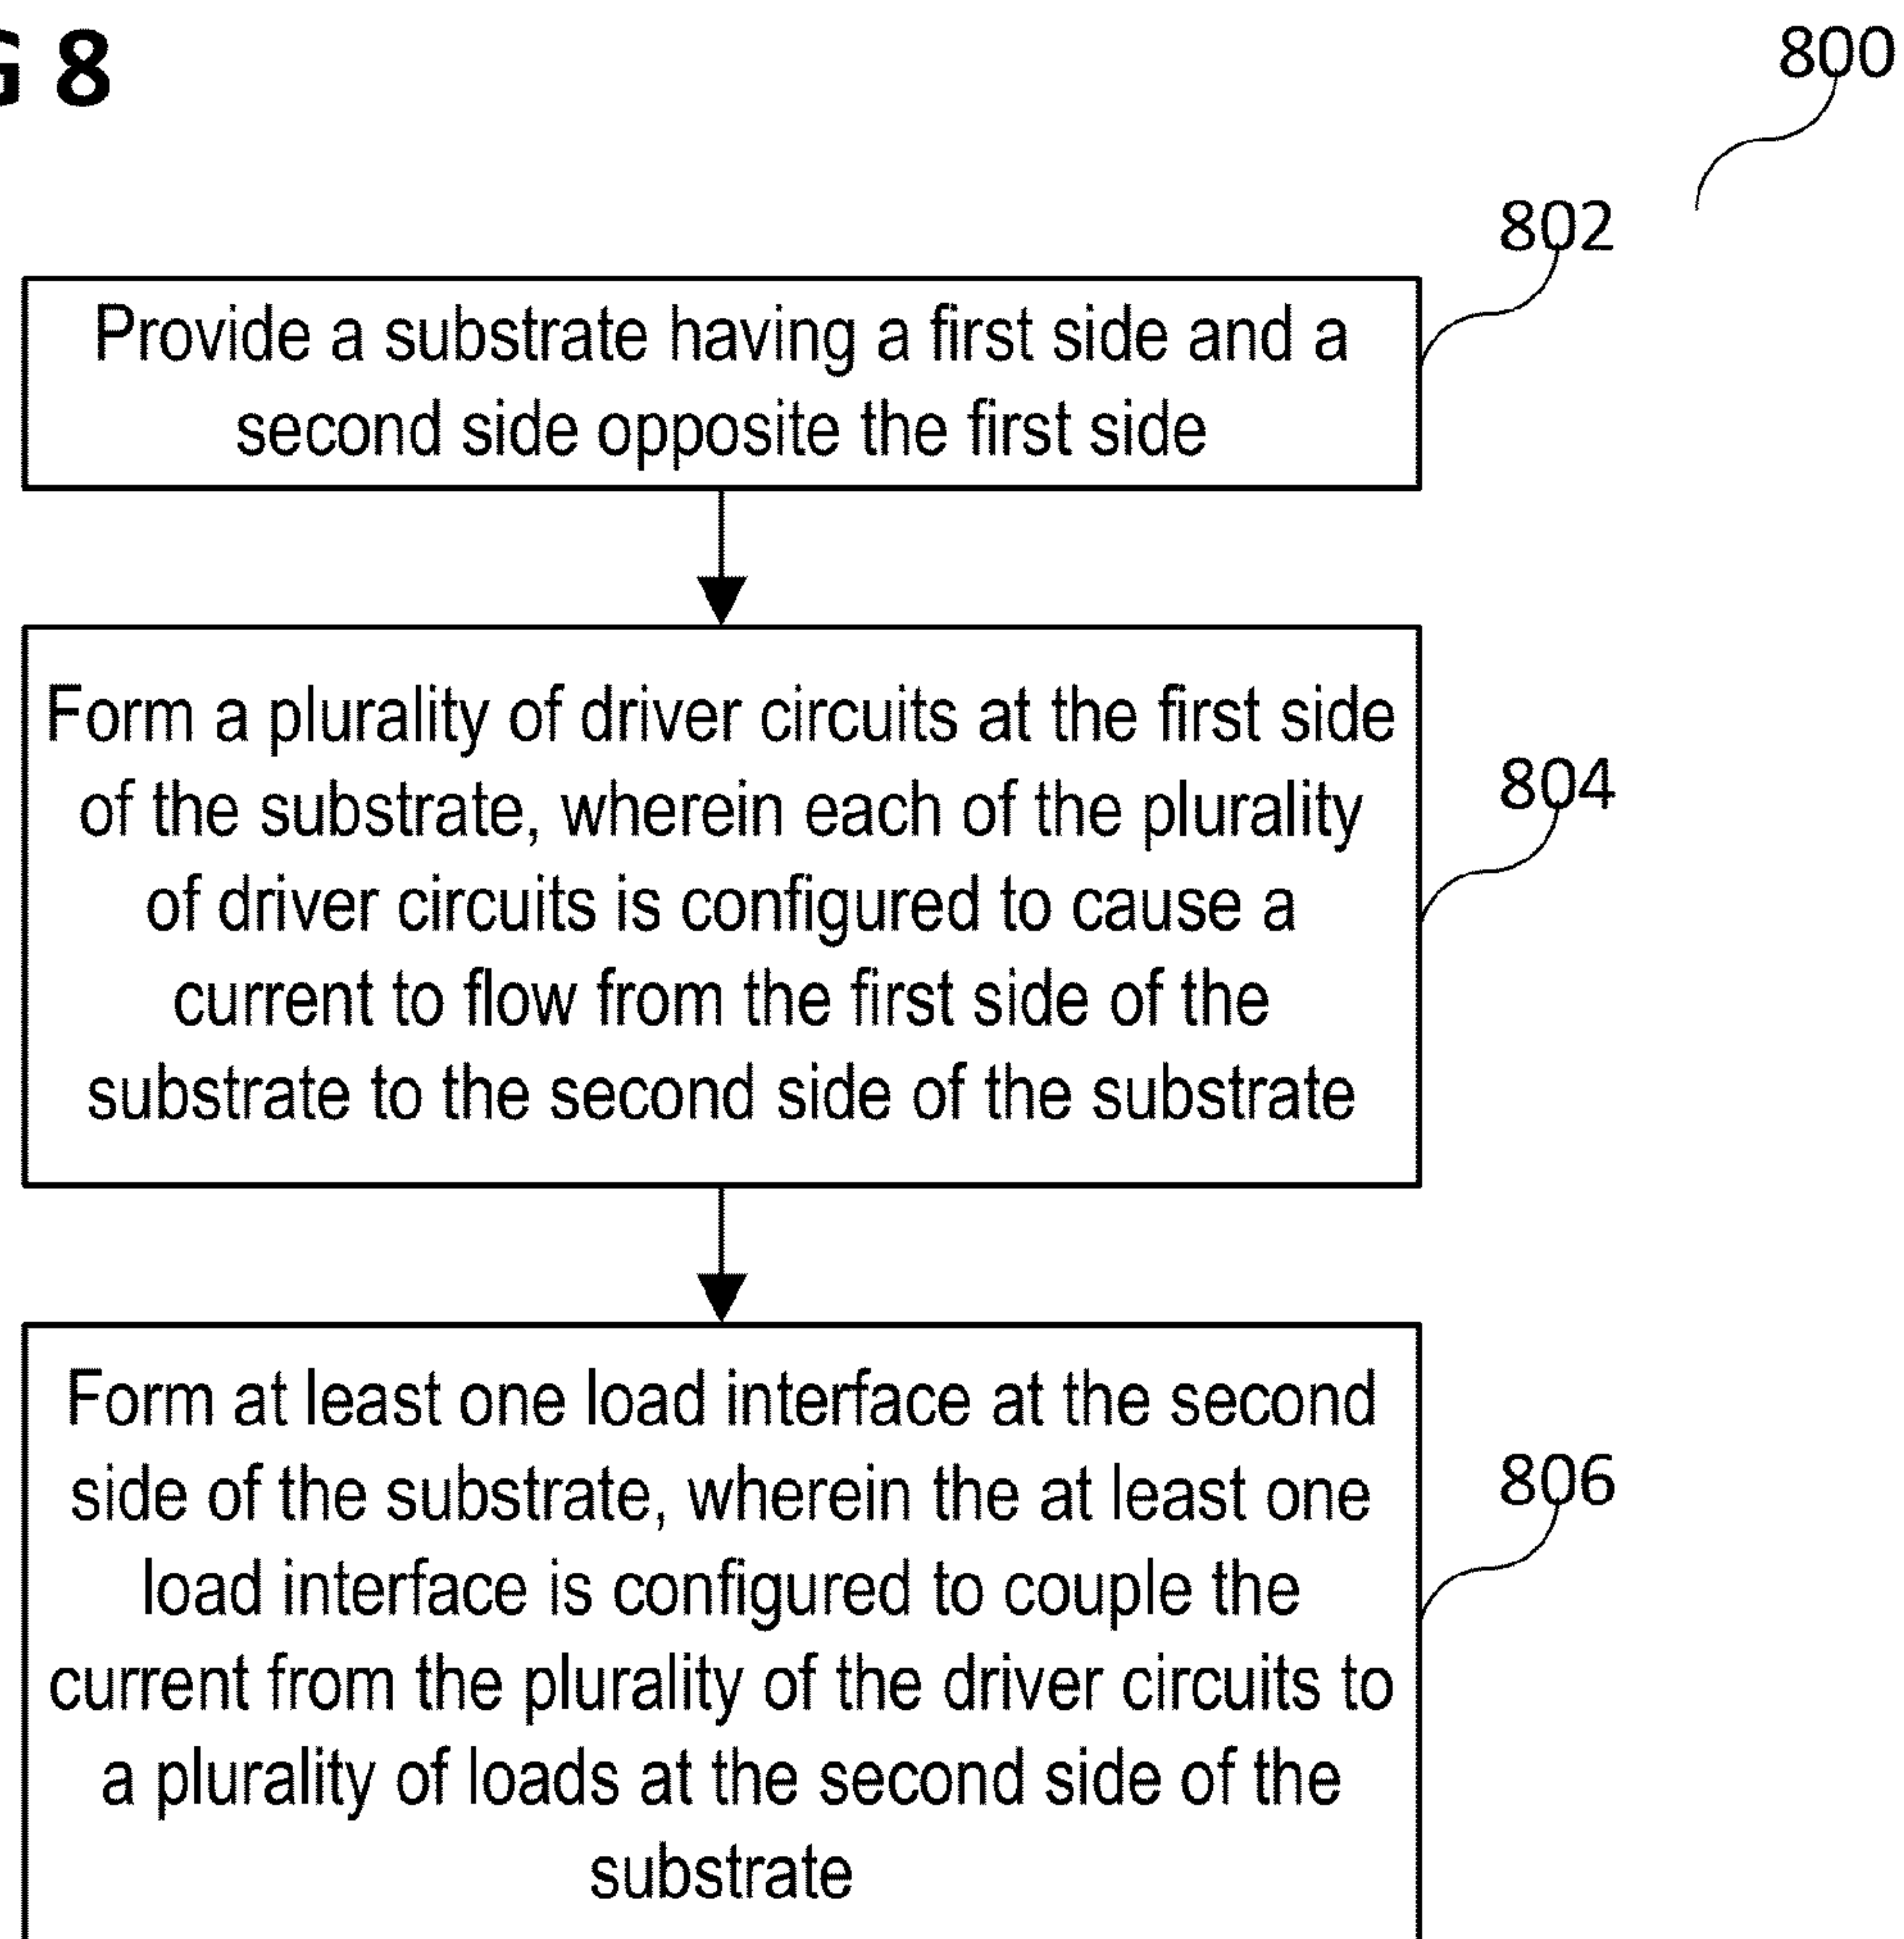 G 8
800
802
Provide a substrate having a first side and a
second side opposite the first side
Form a plurality of driver circuits at the first side
of the substrate, wherein each of the plurality
804
of driver circuits is configured to cause a
current to flow from the first side of the
substrate to the second side of the substrate
Form at least one load interface at the second
side of the substrate, wherein the at least one
806
load interface is configured to couple the
current from the plurality of the driver circuits to
a plurality of loads at the second side of the
substrate